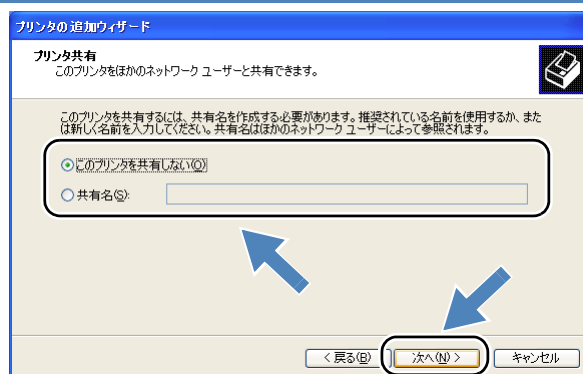 プリンタの追加ウィザード
プリンタ共有
このプリンタをほかのネットワーク ユーザーと共有できます。
このプリンタを共有するには、共有名を作成する必要があります。推奨されている名前を使用するか、また
は新しく名前を入力してください。共有名はほかのネットワーク ユーザーによって参照されます。
このプリンタを共有しない(O)
共有名(S):
< 戻る(B) 次へ(N) > キャンセル